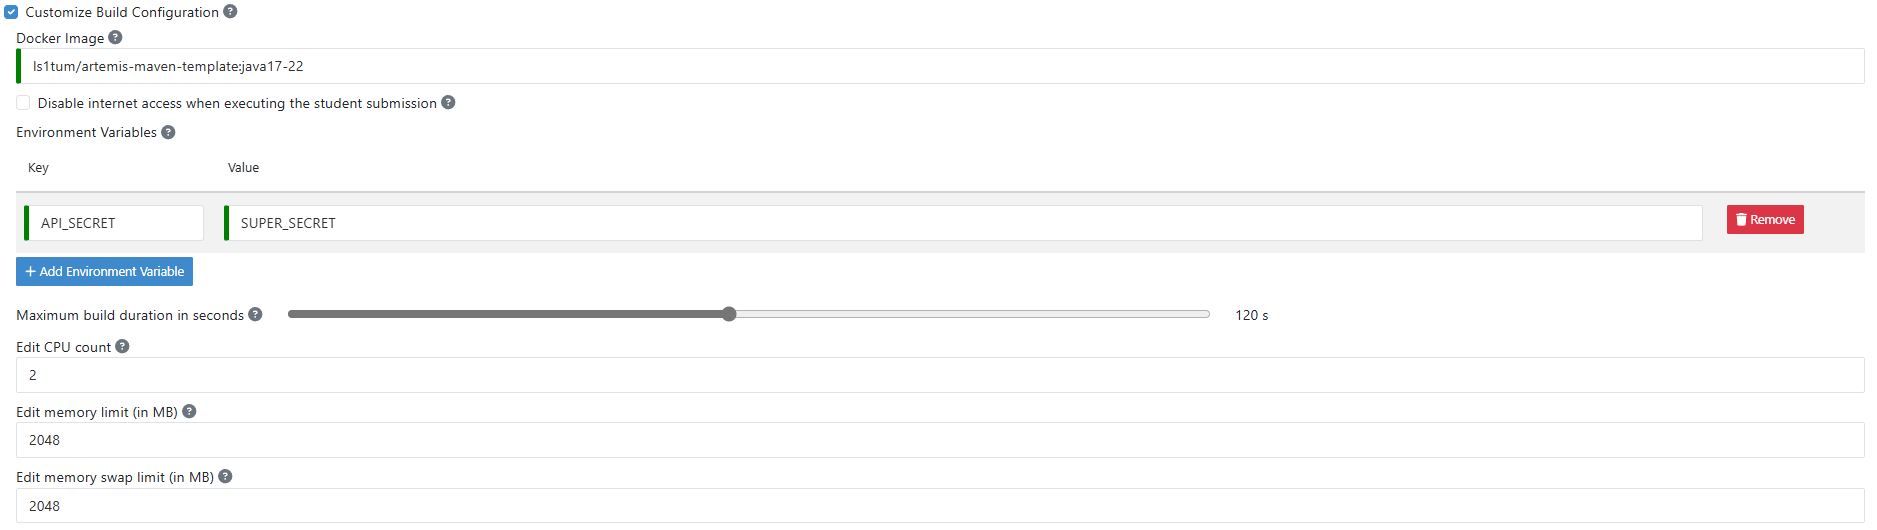 Customize Build Configuration ?
Docker Image ?
ls1tum/artemis-maven-template:java17-22
Disable internet access when executing the student submission ?
Environment Variables ?
Key Value
API_SECRET SUPER_SECRET Remove
+ Add Environment Variable
Maximum build duration in seconds ? 120 s
Edit CPU count ?
2
Edit memory limit (in MB) ?
2048
Edit memory swap limit (in MB) ?
2048